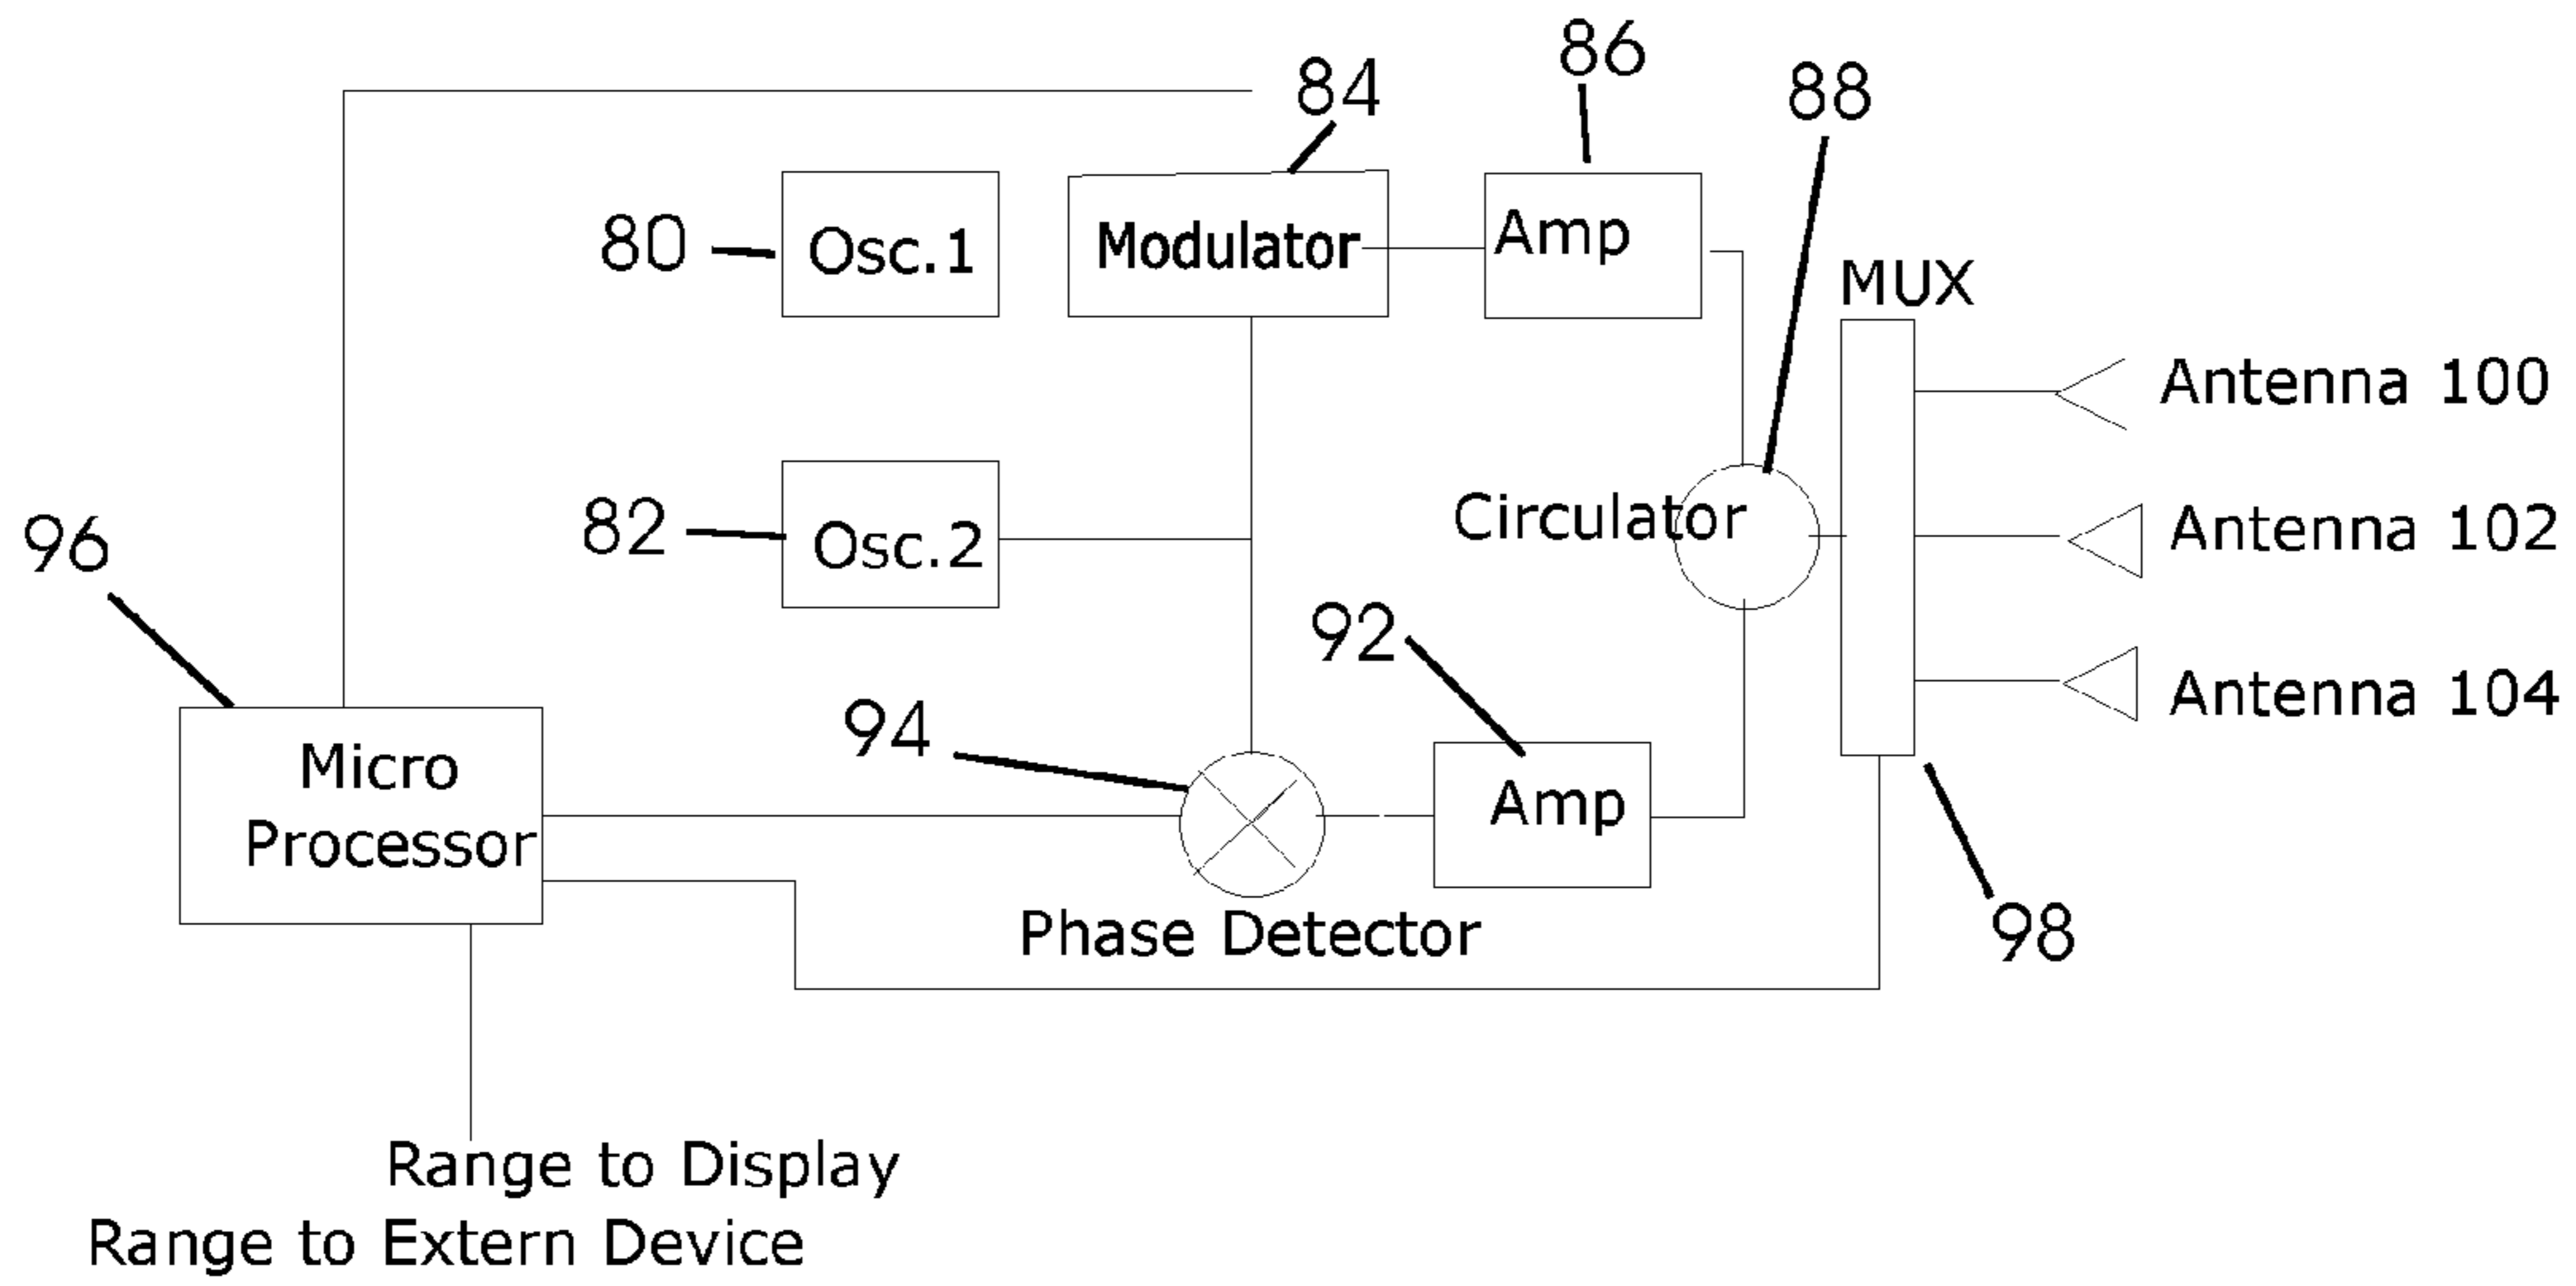 86
84
88
80
Osc.1
Modulator
Amp
MUX
Antenna 100
96
82
Osc.2
Circulator
Antenna 102
92
94
Antenna 104
Micro
Processor
Amp
Phase Detector
98
Range to Display
Range to Extern Device